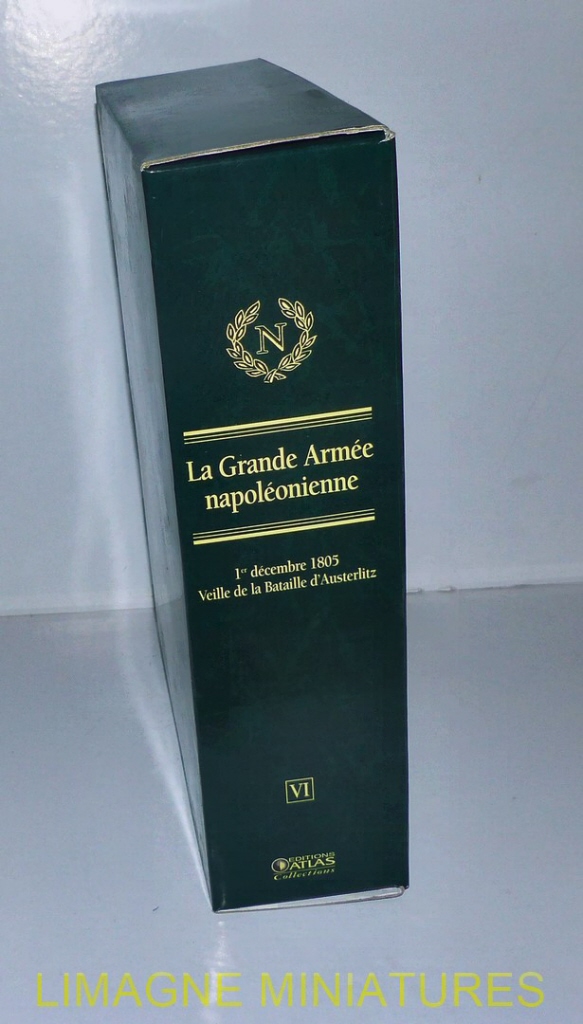 N
La Grande Armée
napoléonienne
1er décembre 1805
Veille de la Bataille d'Austerlitz
VI
EDITIONS
ATLAS
Collections
LIMAGNE MINIATURES